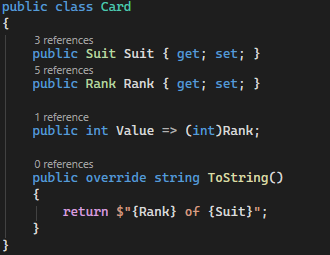 public class Card
{
3 references
public Suit Suit { get; set; }
5 references
public Rank Rank { get; set; }
1 reference
public int Value => (int)Rank;
0 references
public override string ToString()
{
return $"{Rank} of {Suit}";
}
}